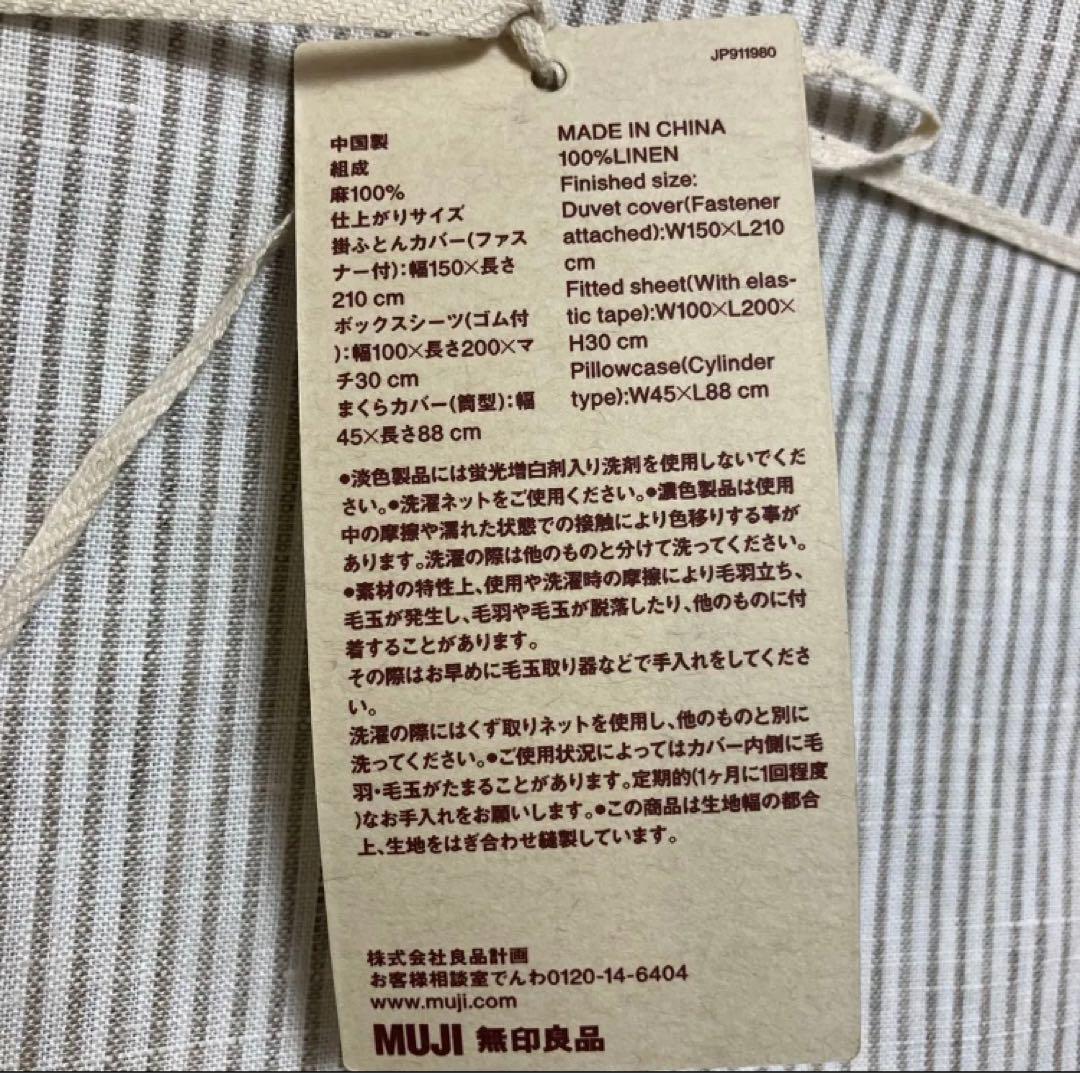 JP911980
中国製
組成
麻100%
仕上がりサイズ
掛ふとんカバー(ファス
ナー付):幅150×長さ
210 cm
ボックスシーツ(ゴム付
):幅100×長さ200×マ
チ30 cm
まくらカバー(筒型):幅
45×長さ88 cm
MADE IN CHINA
100%LINEN
Finished size:
Duvet cover(Fastener
attached):W150×L210
cm
Fitted sheet(With elas-
tic tape):W100×L200×
H30 cm
Pillowcase(Cylinder
type):W45×L88 cm
●淡色製品には蛍光増白剤入り洗剤を使用しないでくだ
さい。●洗濯ネットをご使用ください。●濃色製品は使用
中の摩擦や濡れた状態での接触により色移りする事が
あります。洗濯の際は他のものと分けて洗ってください。
●素材の特性上、使用や洗濯時の摩擦により毛羽立ち、
毛玉が発生し、毛羽や毛玉が脱落したり、他のものに付
着することがあります。
その際はお早めに毛玉取り器などで手入れをしてくださ
い。
洗濯の際にはくず取りネットを使用し、他のものと別に
洗ってください。●ご使用状況によってはカバー内側に毛
羽・毛玉がたまることがあります。定期的(1ヶ月に1回程度
)なお手入れをお願いします。●この商品は生地幅の都合
上、生地をはぎ合わせ縫製しています。
株式会社良品計画
お客様相談室でんわ0120-14-6404
www.muji.com
MUJI 無印良品